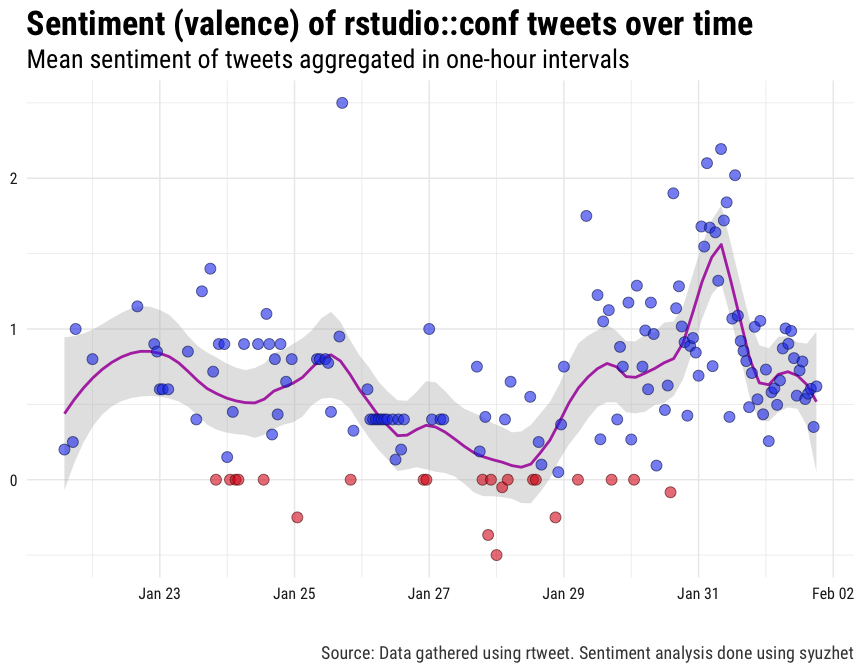 Sentiment (valence) of rstudio::conf tweets over time
Mean sentiment of tweets aggregated in one-hour intervals
2
1
0
Jan 23 Jan 25 Jan 27 Jan 29 Jan 31 Feb 02
Source: Data gathered using rtweet. Sentiment analysis done using syuzhet